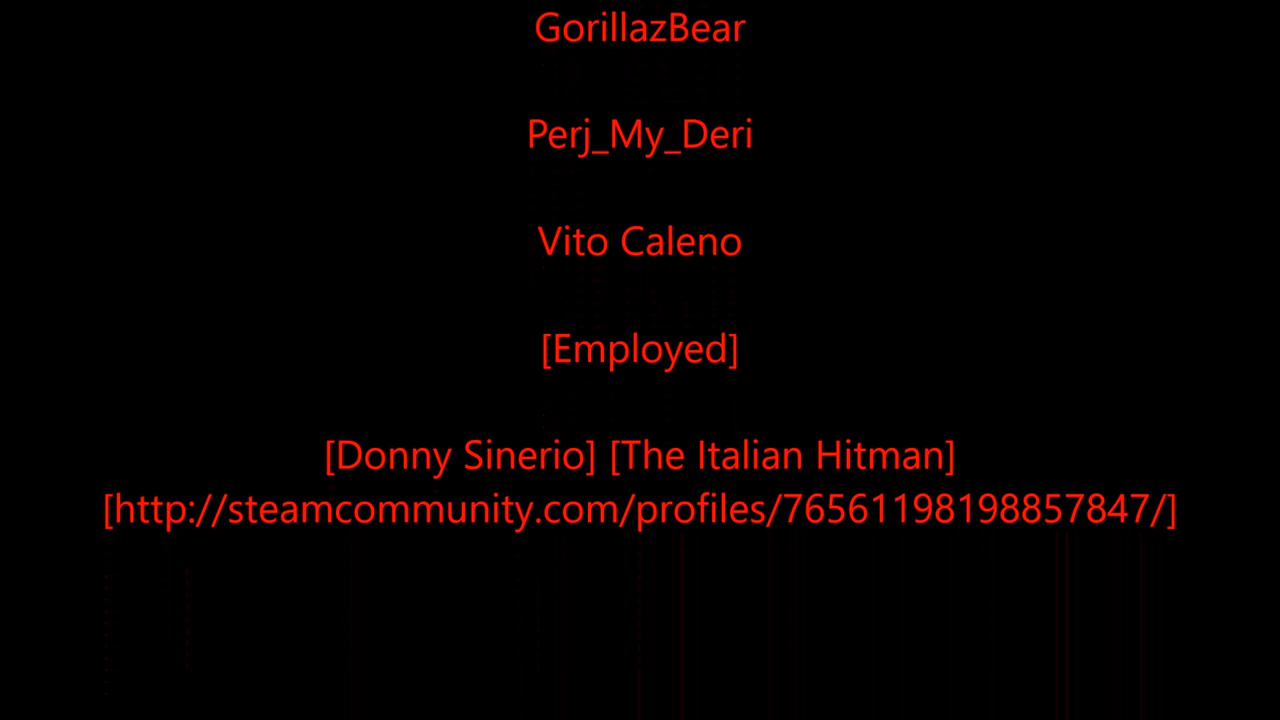 GorillazBear
Perj_My_Deri
Vito Caleno
[Employed]
[Donny Sinerio] [The Italian Hitman]
[http://steamcommunity.com/profiles/76561198198857847/]